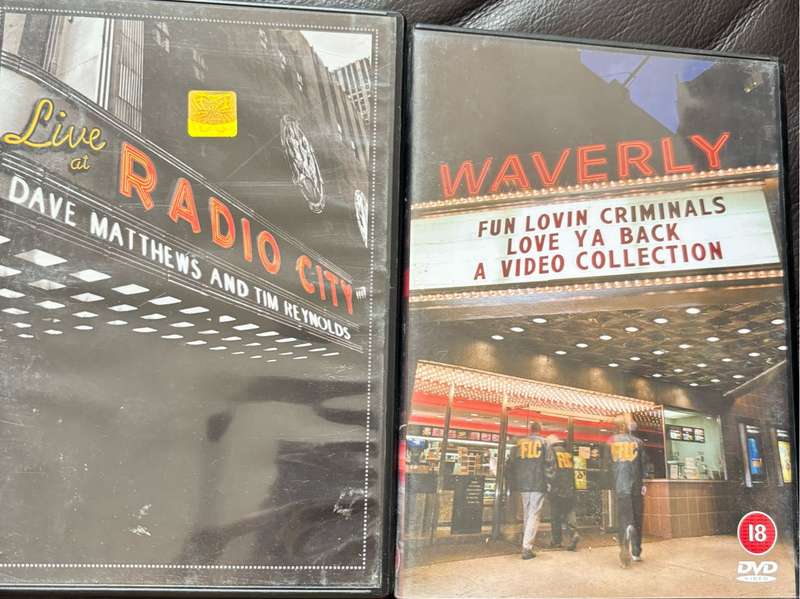 Live
at
RADIO CITY
DAVE MATTHEWS AND TIM REYNOLDS
WAVERLY
FUN LOVIN CRIMINALS
LOVE YA BACK
A VIDEO COLLECTION
FLC
FLC
FLC
18
DVD
VIDEO